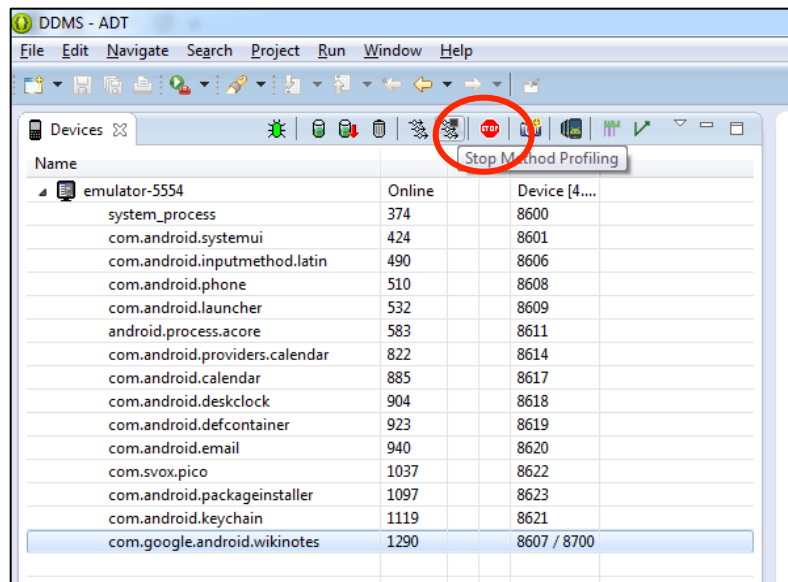 DDMS - ADT
File Edit Navigate Search Project Run Window Help
Devices
STOP
Stop Method Profiling
Name
emulator-5554 Online Device [4....
system_process 374 8600
com.android.systemui 424 8601
com.android.inputmethod.latin 490 8606
com.android.phone 510 8608
com.android.launcher 532 8609
android.process.acore 583 8611
com.android.providers.calendar 822 8614
com.android.calendar 885 8617
com.android.deskclock 904 8618
com.android.defcontainer 923 8619
com.android.email 940 8620
com.svox.pico 1037 8622
com.android.packageinstaller 1097 8623
com.android.keychain 1119 8621
com.google.android.wikinotes 1290 8607 / 8700